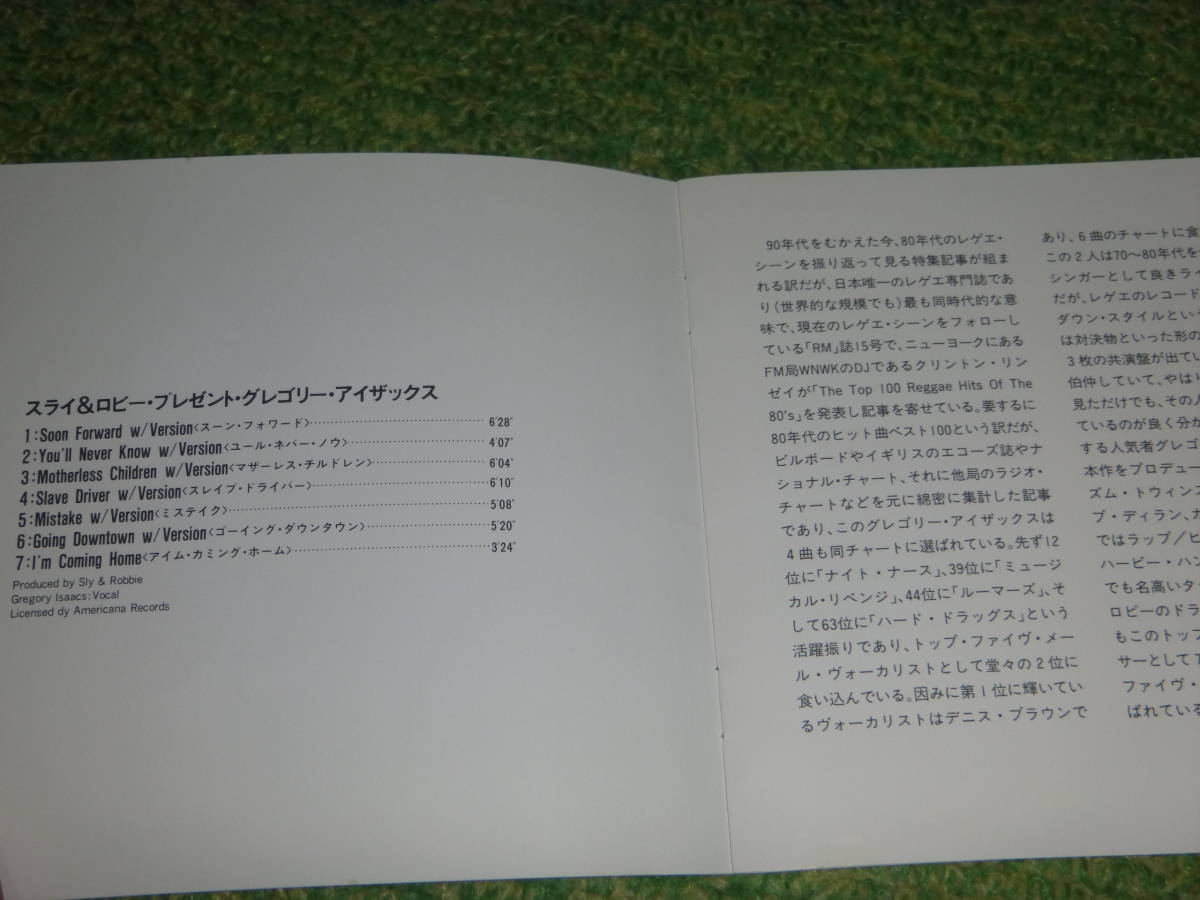 スライ&ロビー・プレゼント・グレゴリー・アイザックス
1:Soon Forward w/Version<スーン・フォワード>……6'28"
2:You'll Never Know w/Version<ユール・ネバー・ノウ>……4'07"
3:Motherless Children w/Version<マザーレス・チルドレン>……6'04"
4:Slave Driver w/Version<スレイブ・ドライバー>……6'10"
5:Mistake w/Version<ミステイク>……5'08"
6:Going Downtown w/Version<ゴーイング・ダウンタウン>……5'20"
7:I'm Coming Home<アイム・カミング・ホーム>……3'24"
Produced by Sly & Robbie
Gregory Isaacs: Vocal
Licensed by Americana Records
90年代をむかえた今、80年代のレゲエ・
シーンを振り返って見る特集記事が組ま
れる訳だが、日本唯一のレゲエ専門誌であ
り(世界的な規模でも)最も同時代的な意
味で、現在のレゲエ・シーンをフォローし
ている「RM」誌15号で、ニューヨークにある
FM局WNWKのDJであるクリントン・リン
ゼイが「The Top 100 Reggae Hits Of The
80's」を発表し記事を寄せている。要するに
80年代のヒット曲ベスト100という訳だが、
ビルボードやイギリスのエコーズ誌やナ
ショナル・チャート、それに他局のラジオ・
チャートなどを元に綿密に集計した記事
であり、このグレゴリー・アイザックスは
4曲も同チャートに選ばれている。先ず12
位に「ナイト・ナース」、39位に「ミュージ
カル・リベンジ」、44位に「ルーマーズ」、そ
して63位に「ハード・ドラッグス」という
活躍振りであり、トップ・ファイヴ・メー
ル・ヴォーカリストとして堂々の2位に
食い込んでいる。因みに第1位に輝いてい
るヴォーカリストはデニス・ブラウンで
あり、6曲のチャートに食
この2人は70〜80年代を
シンガーとして良きライ
だが、レゲエのレコード
ダウン・スタイルという
は対決物といった形の
3枚の共演盤が出てい
伯仲していて、やはり
見ただけでも、その人
ているのが良く分か
する人気者グレゴ
本作をプロデュー
ズム・トウィンズ
ブ・ディラン、カ
ではラップ/ヒ
ハービー・ハン
でも名高いタ
ロビーのドラ
もこのトップ
サーとして1
ファイヴ・
ばれている